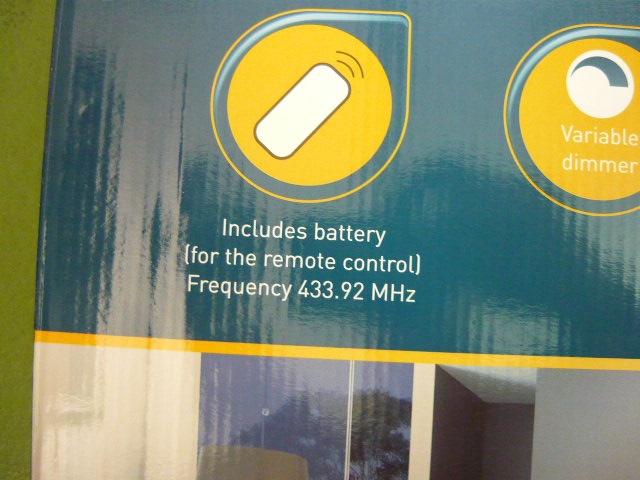 Includes battery
(for the remote control)
Frequency 433.92 MHz
Variable
dimmer